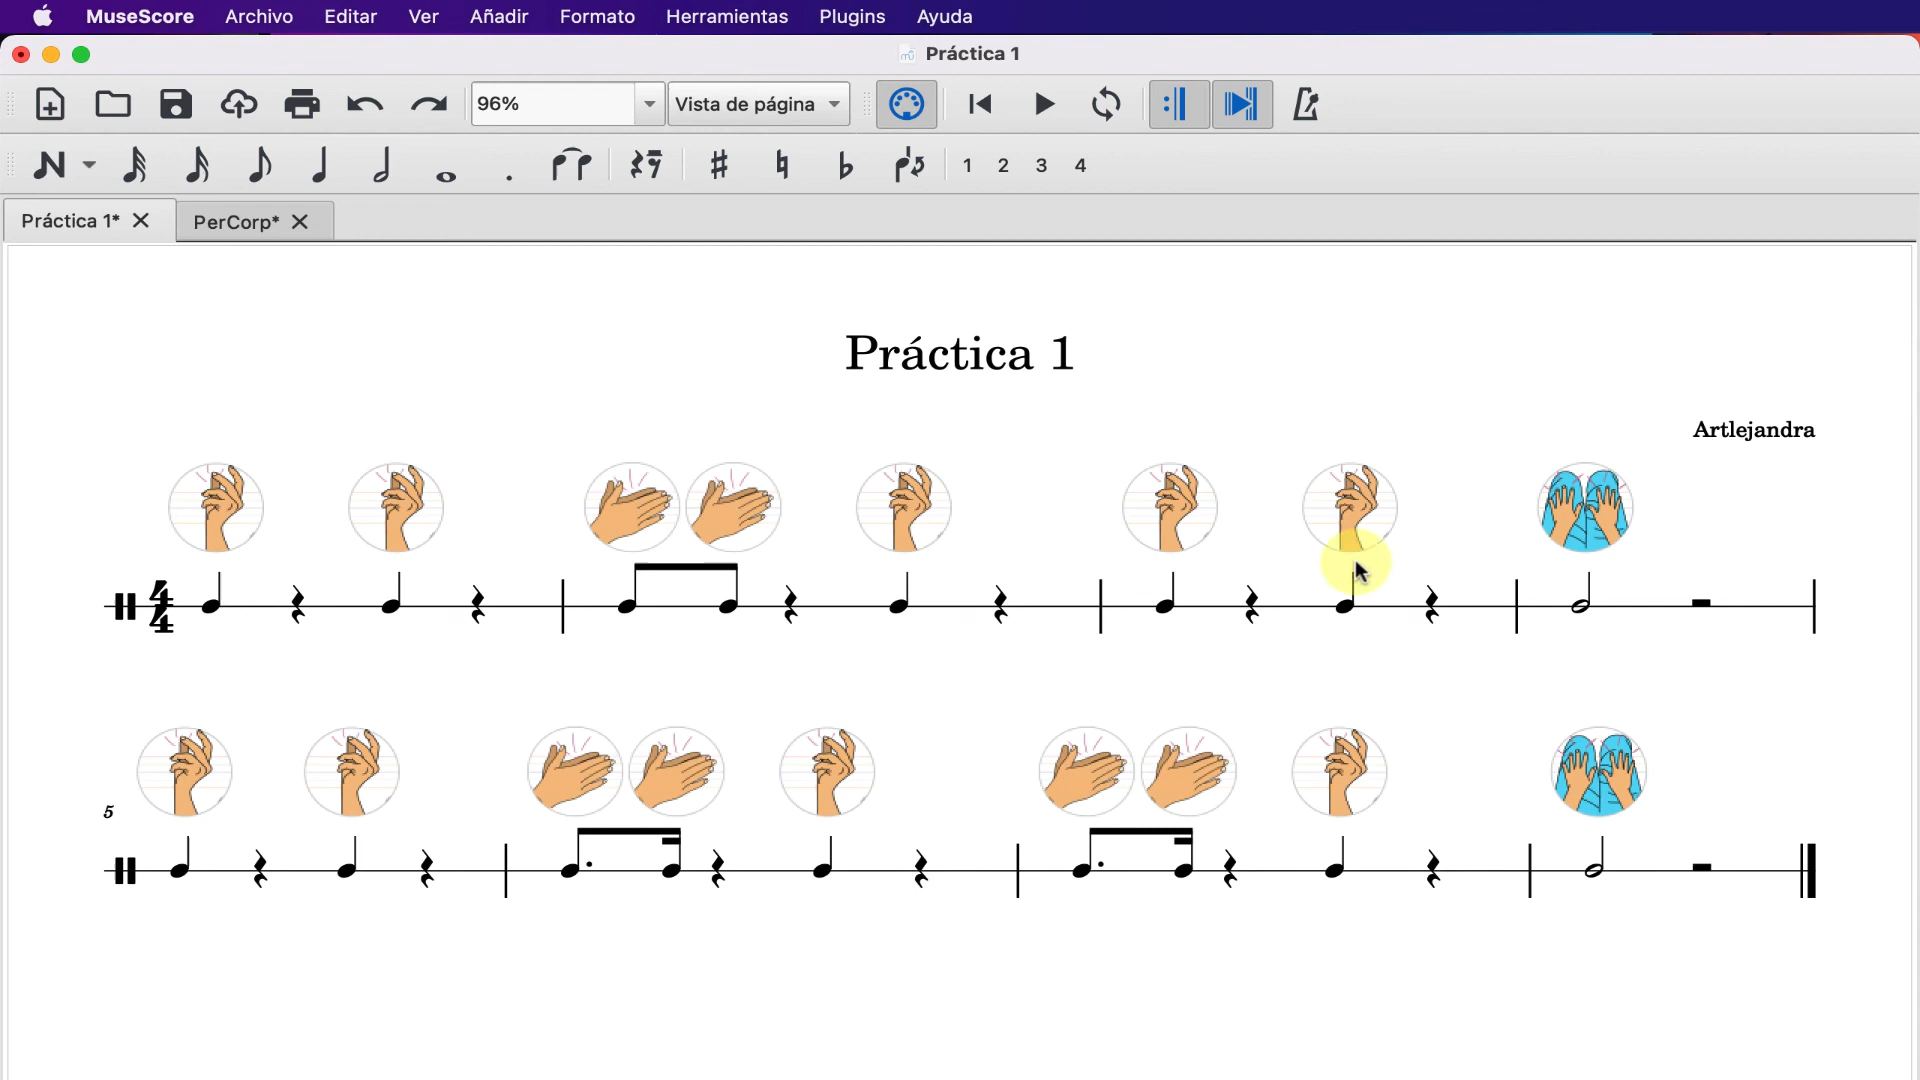 MuseScore Archivo Editar Ver Añadir Formato Herramientas Plugins Ayuda
Práctica 1
96% Vista de página
1 2 3 4
Práctica 1* PerCorp*
Práctica 1
Artlejandra
4
4
5